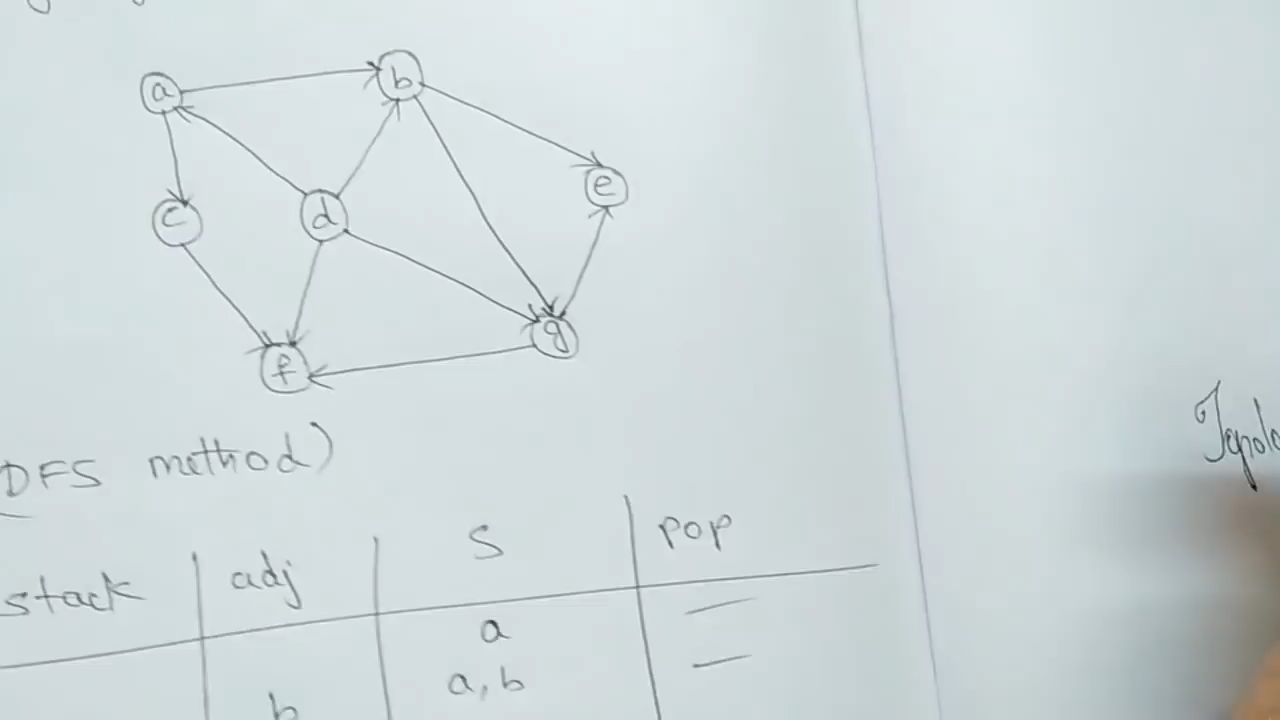 a
b
c
d
e
f
g
DFS method)
stack adj S pop
a —
a, b —
b